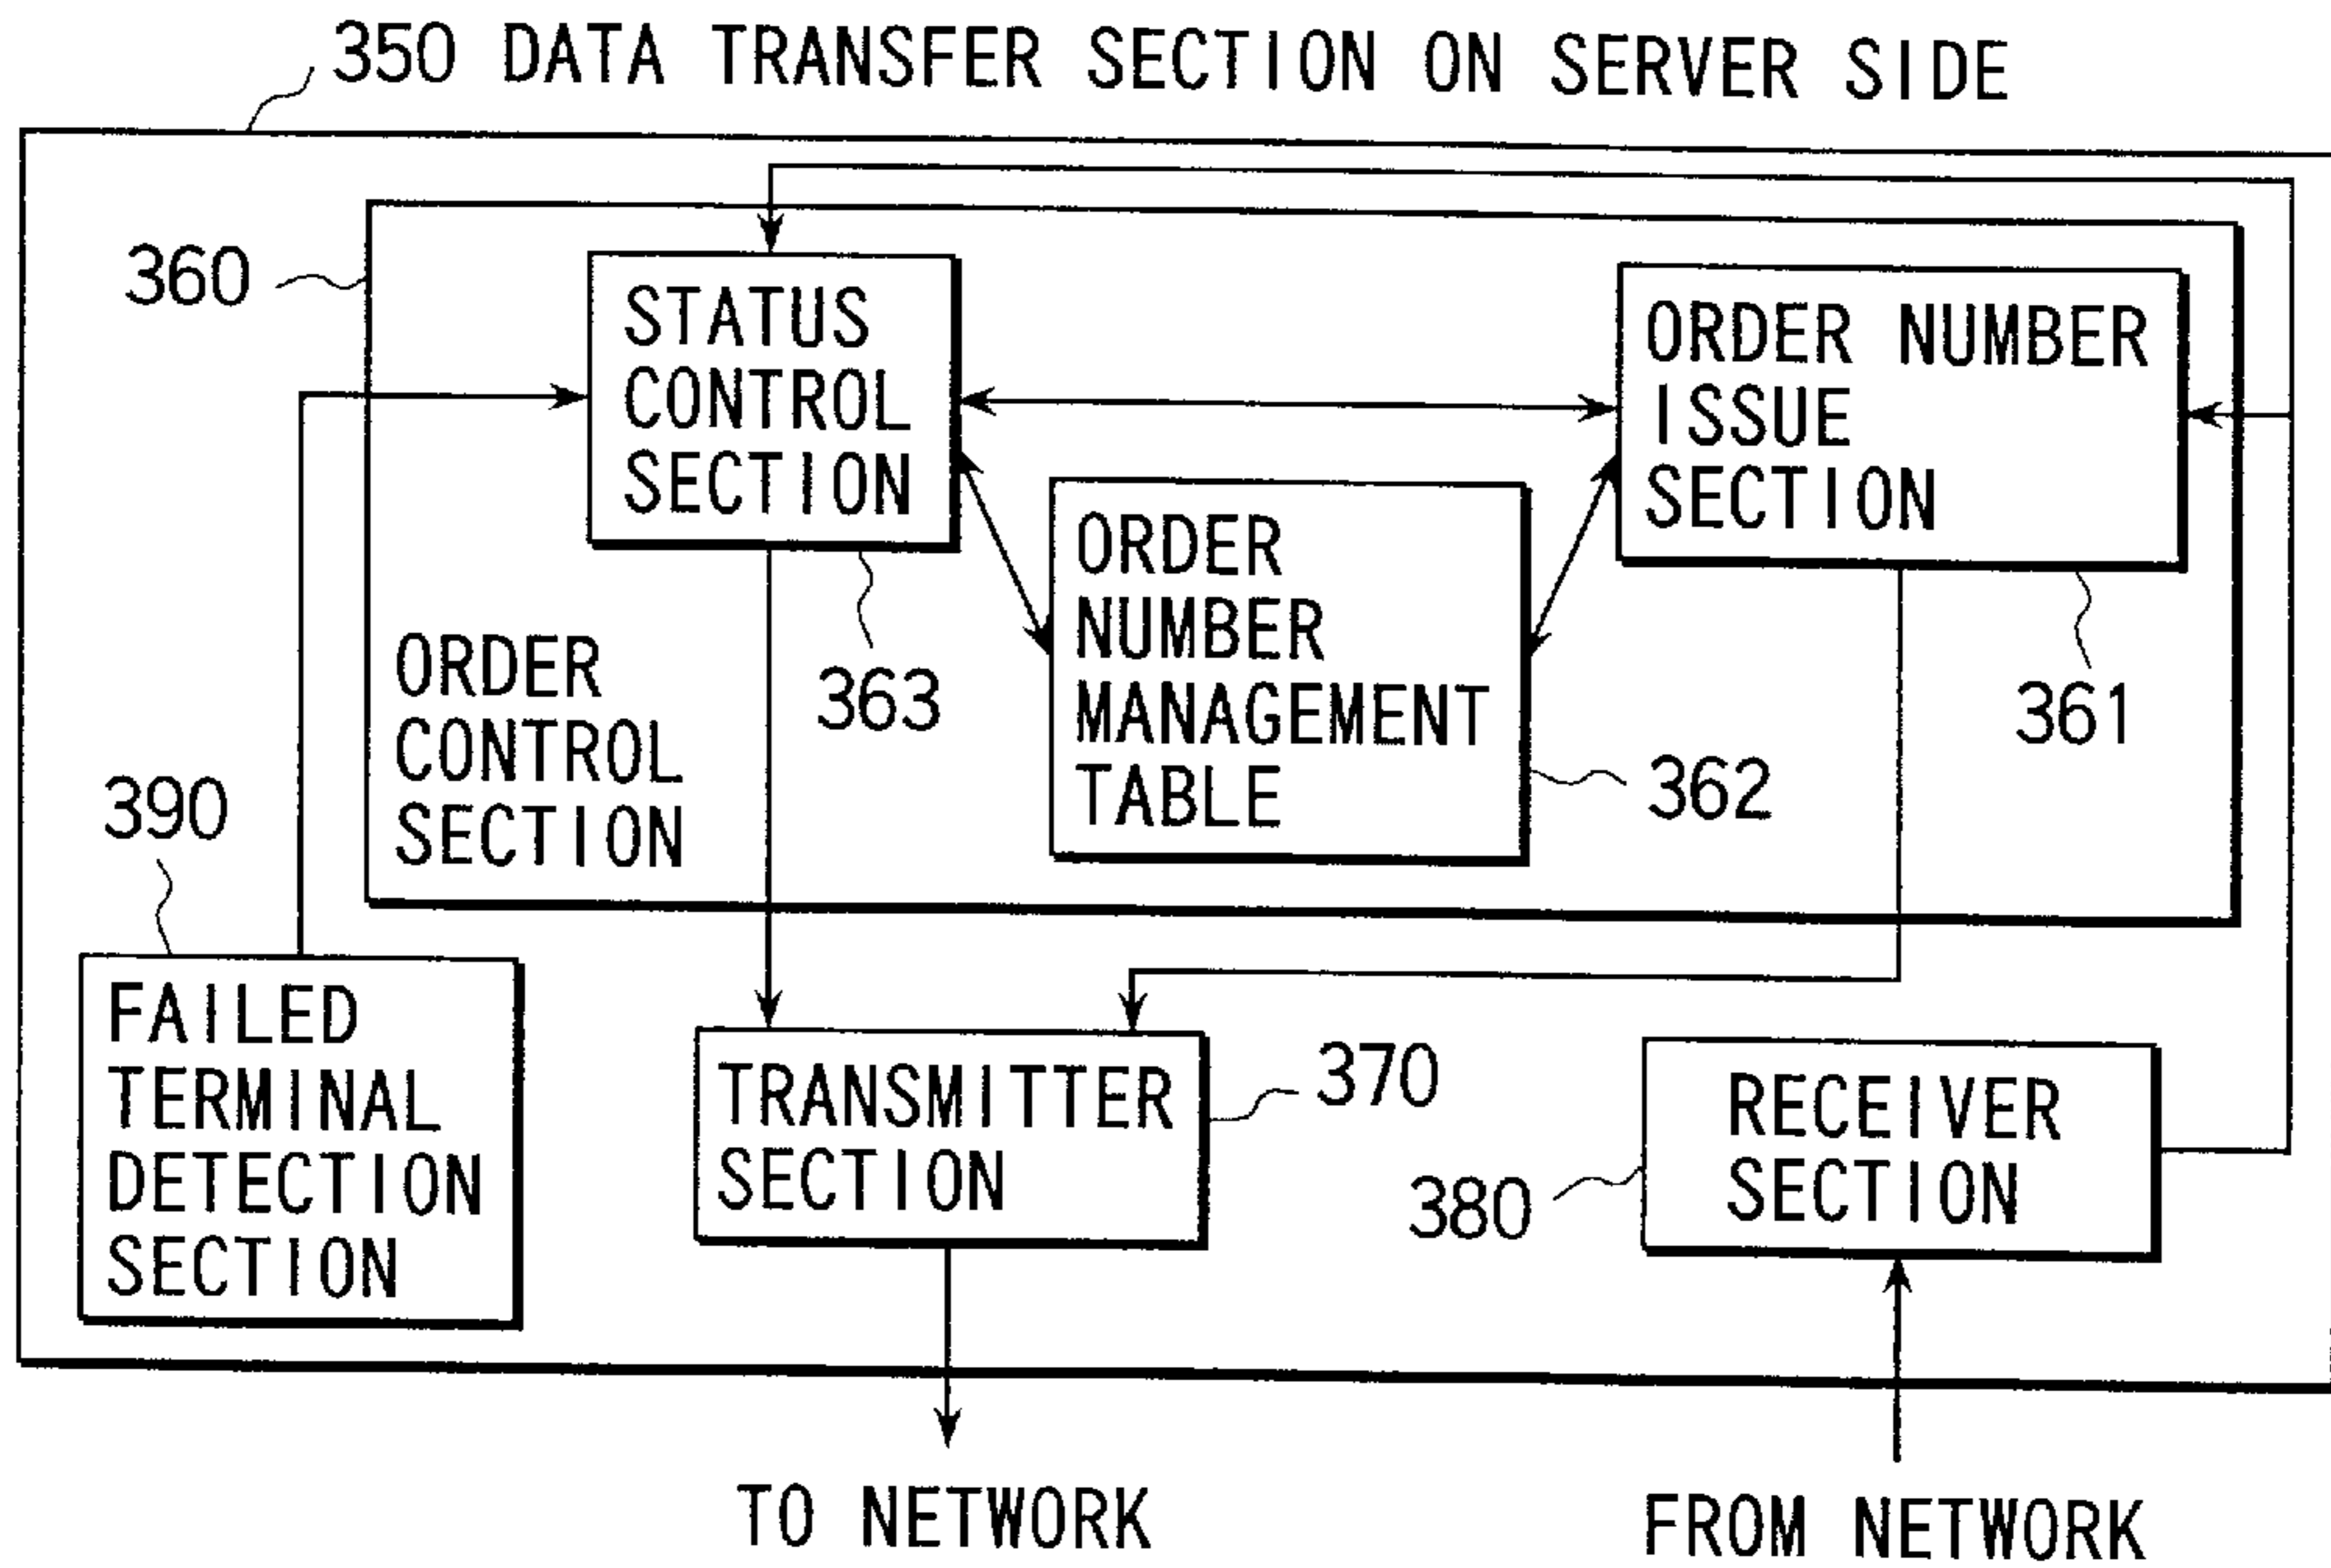 350 DATA TRANSFER SECTION ON SERVER SIDE
360
STATUS
CONTROL
SECTION
363
ORDER NUMBER
ISSUE
SECTION
361
ORDER
NUMBER
MANAGEMENT
TABLE
362
ORDER
CONTROL
SECTION
390
FAILED
TERMINAL
DETECTION
SECTION
TRANSMITTER
SECTION
370
380
RECEIVER
SECTION
TO NETWORK
FROM NETWORK